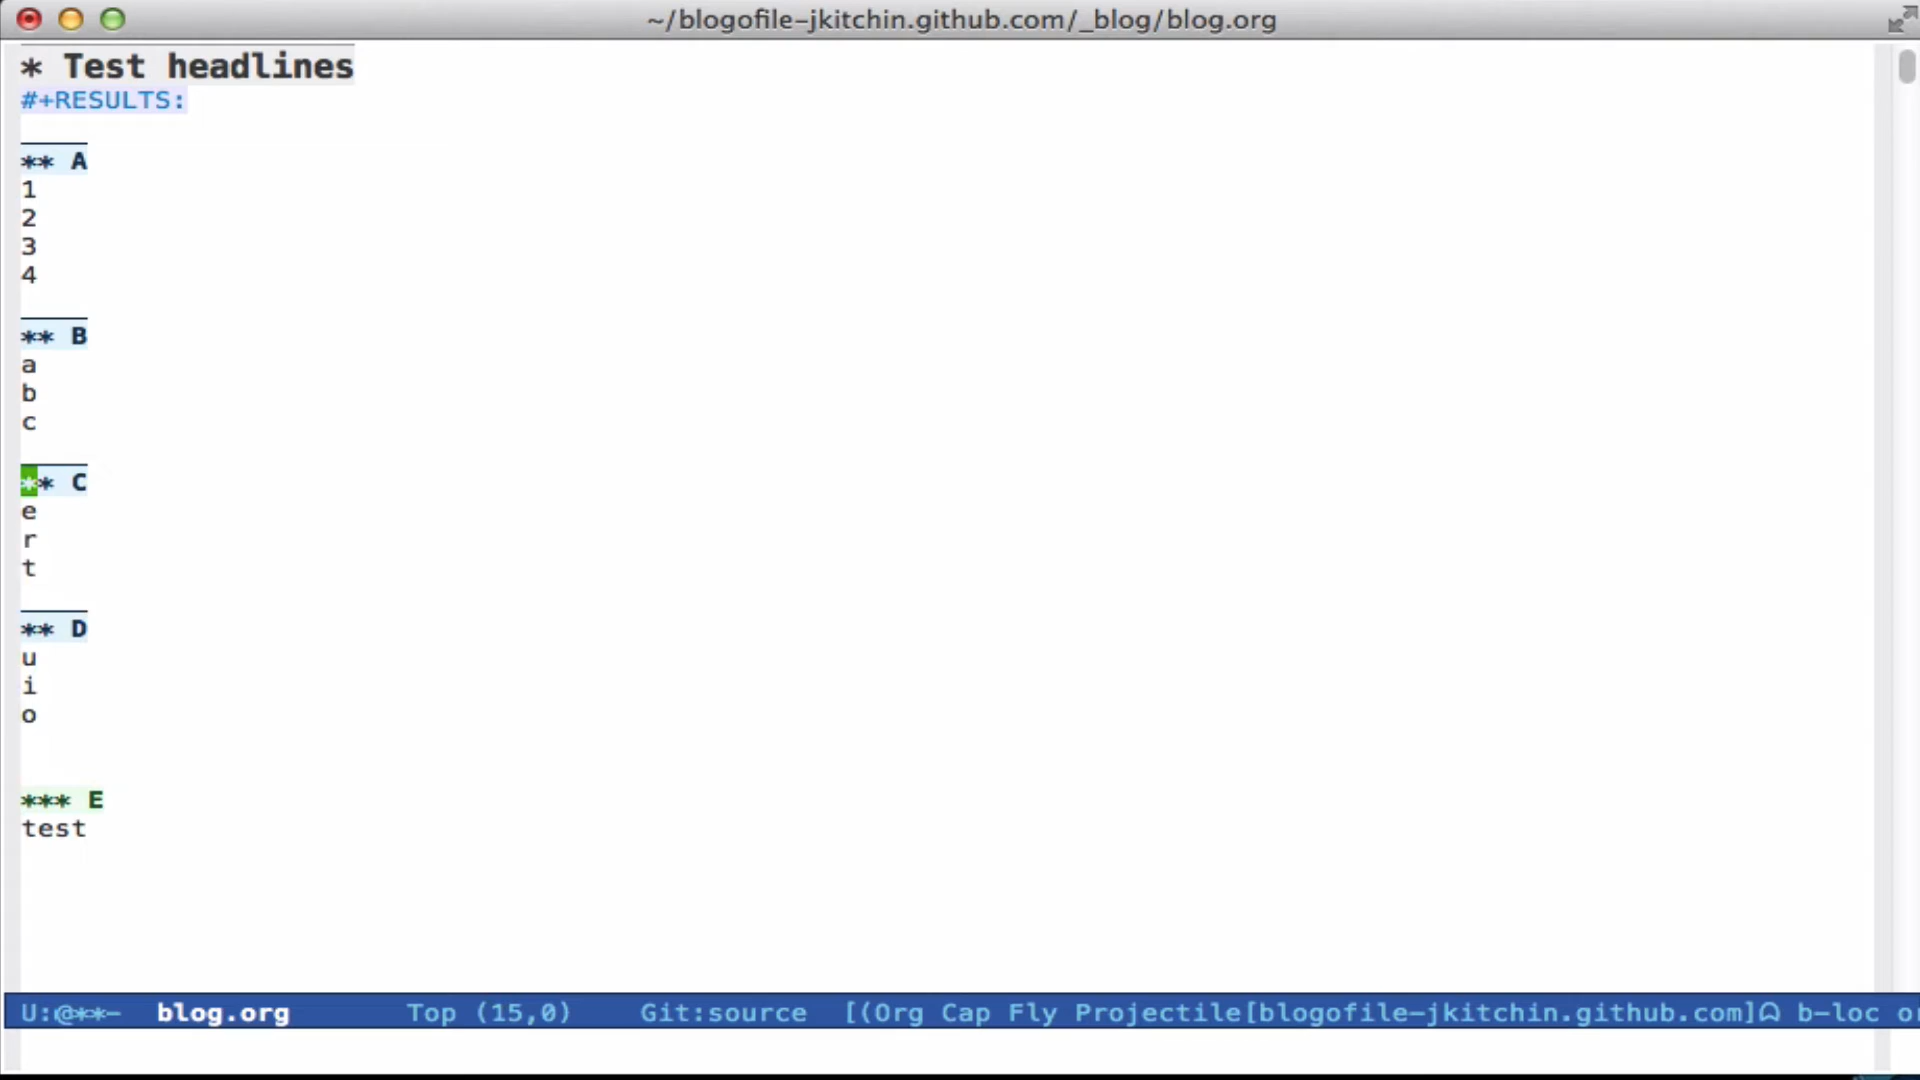 ~/blogofile-jkitchin.github.com/_blog/blog.org
* Test headlines
#+RESULTS:
** A
1
2
3
4
** B
a
b
c
** C
e
r
t
** D
u
i
o
*** E
test
U:@**- blog.org Top (15,0) Git:source [(Org Cap Fly Projectile[blogofile-jkitchin.github.com]ᗣ b-loc or